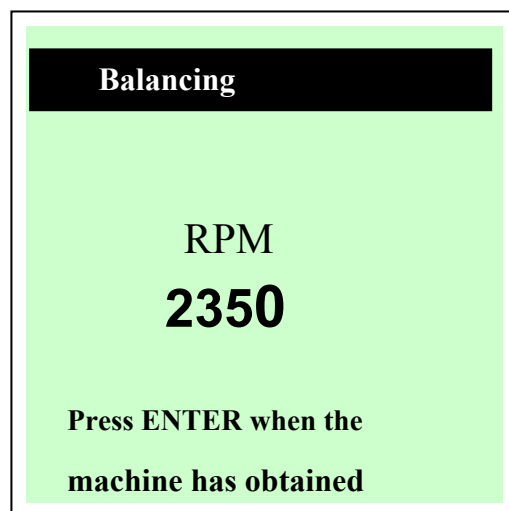 Balancing
RPM
2350
Press ENTER when the
machine has obtained